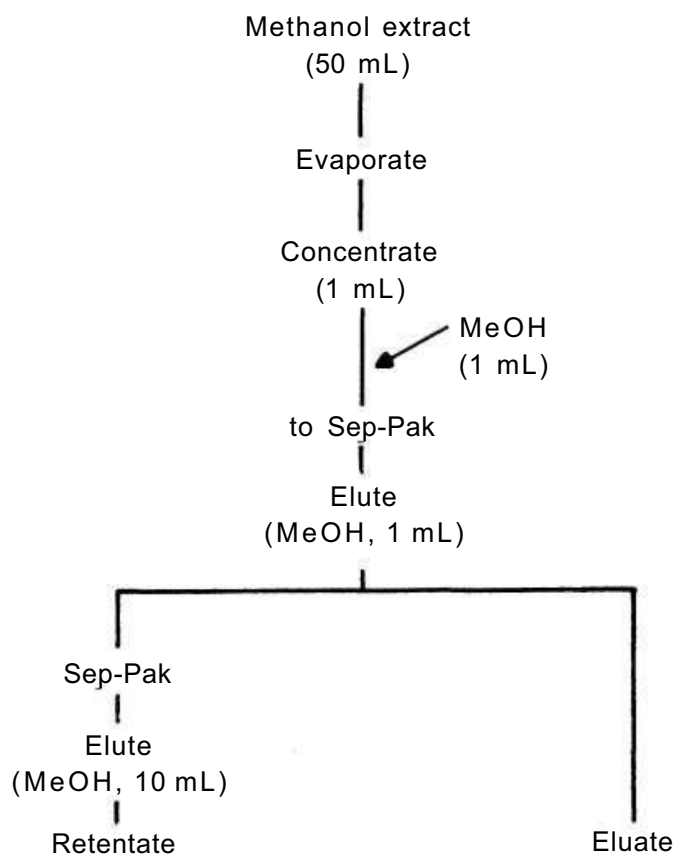 Methanol extract
(50 mL)
Evaporate
Concentrate
(1 mL)
MeOH
(1 mL)
to Sep-Pak
Elute
(MeOH, 1 mL)
Sep-Pak
Elute
(MeOH, 10 mL)
Retentate
Eluate